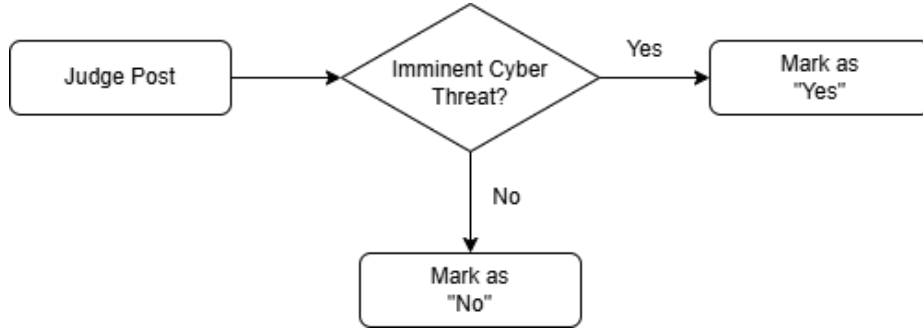 Judge Post
Imminent Cyber
Threat?
Yes
Mark as
"Yes"
No
Mark as
"No"